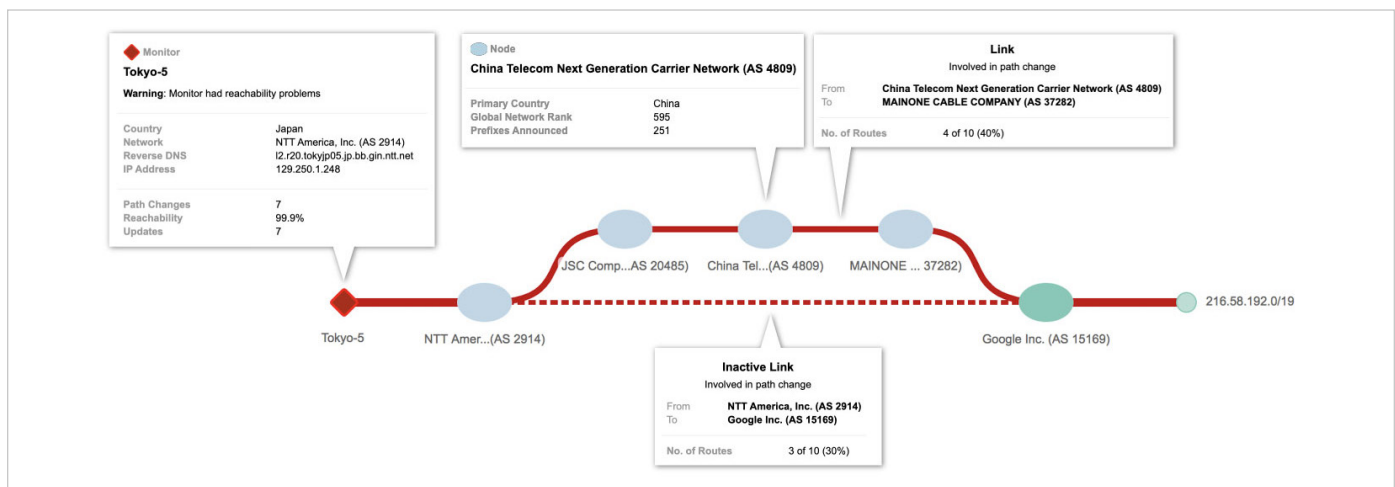 Monitor
Tokyo-5
Warning: Monitor had reachability problems
Country Japan
Network NTT America, Inc. (AS 2914)
Reverse DNS l2.r20.tokyjp05.jp.bb.gin.ntt.net
IP Address 129.250.1.248
Path Changes 7
Reachability 99.9%
Updates 7
Node
China Telecom Next Generation Carrier Network (AS 4809)
Primary Country China
Global Network Rank 595
Prefixes Announced 251
Link
Involved in path change
From China Telecom Next Generation Carrier Network (AS 4809)
To MAINONE CABLE COMPANY (AS 37282)
No. of Routes 4 of 10 (40%)
JSC Comp...AS 20485) China Tel...(AS 4809) MAINONE ... 37282)
216.58.192.0/19
Tokyo-5 NTT Amer...(AS 2914) Google Inc. (AS 15169)
Inactive Link
Involved in path change
From NTT America, Inc. (AS 2914)
To Google Inc. (AS 15169)
No. of Routes 3 of 10 (30%)